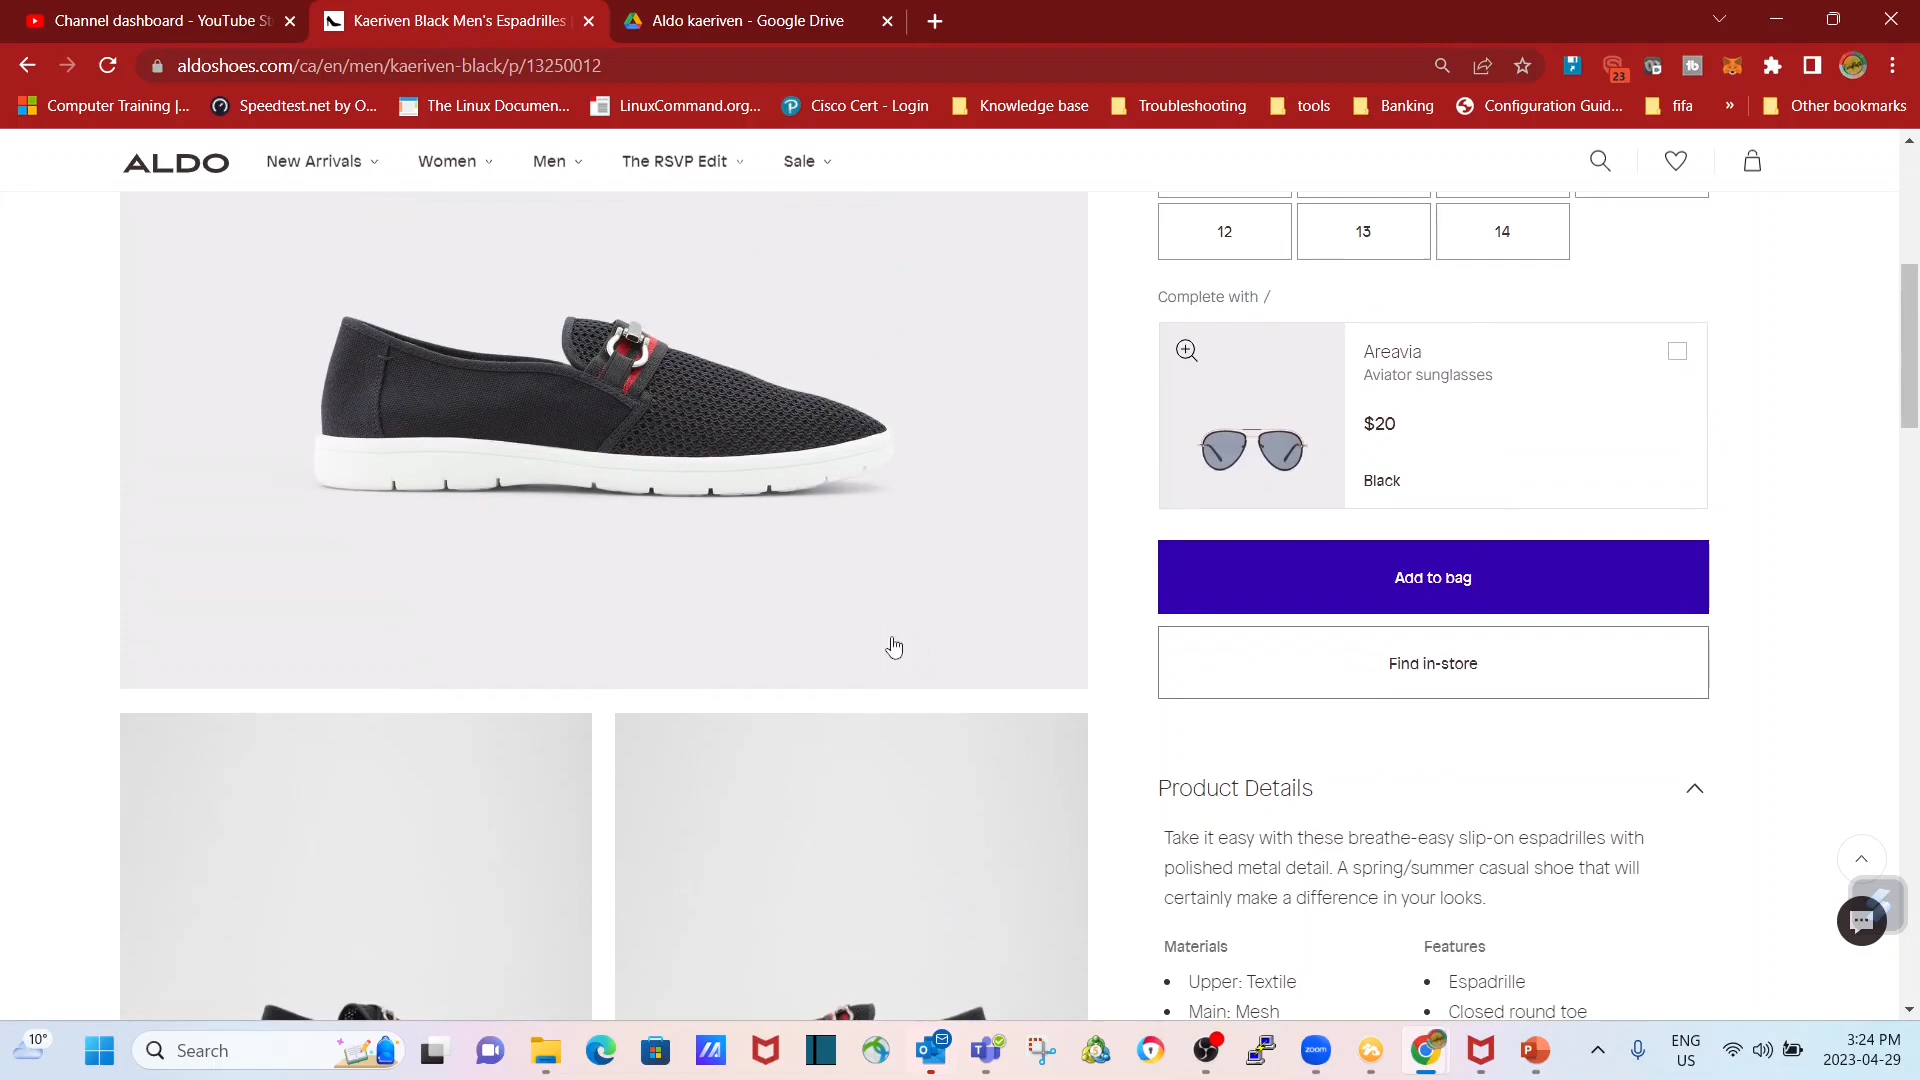 Channel dashboard - YouTube St
Kaeriven Black Men's Espadrilles
Aldo kaeriven - Google Drive
aldoshoes.com/ca/en/men/kaeriven-black/p/13250012
23
Computer Training |...
Speedtest.net by O...
The Linux Documen...
LinuxCommand.org...
Cisco Cert - Login
Knowledge base
Troubleshooting
tools
Banking
Configuration Guid...
fifa
»
Other bookmarks
ALDO
New Arrivals
Women
Men
The RSVP Edit
Sale
12
13
14
Complete with /
Areavia
Aviator sunglasses
$20
Black
Add to bag
Find in-store
Product Details
Take it easy with these breathe-easy slip-on espadrilles with
polished metal detail. A spring/summer casual shoe that will
certainly make a difference in your looks.
Materials
Features
• Upper: Textile
• Espadrille
• Main: Mesh
• Closed round toe
10°
Search
zoom
ENG
US
3:24 PM
2023-04-29